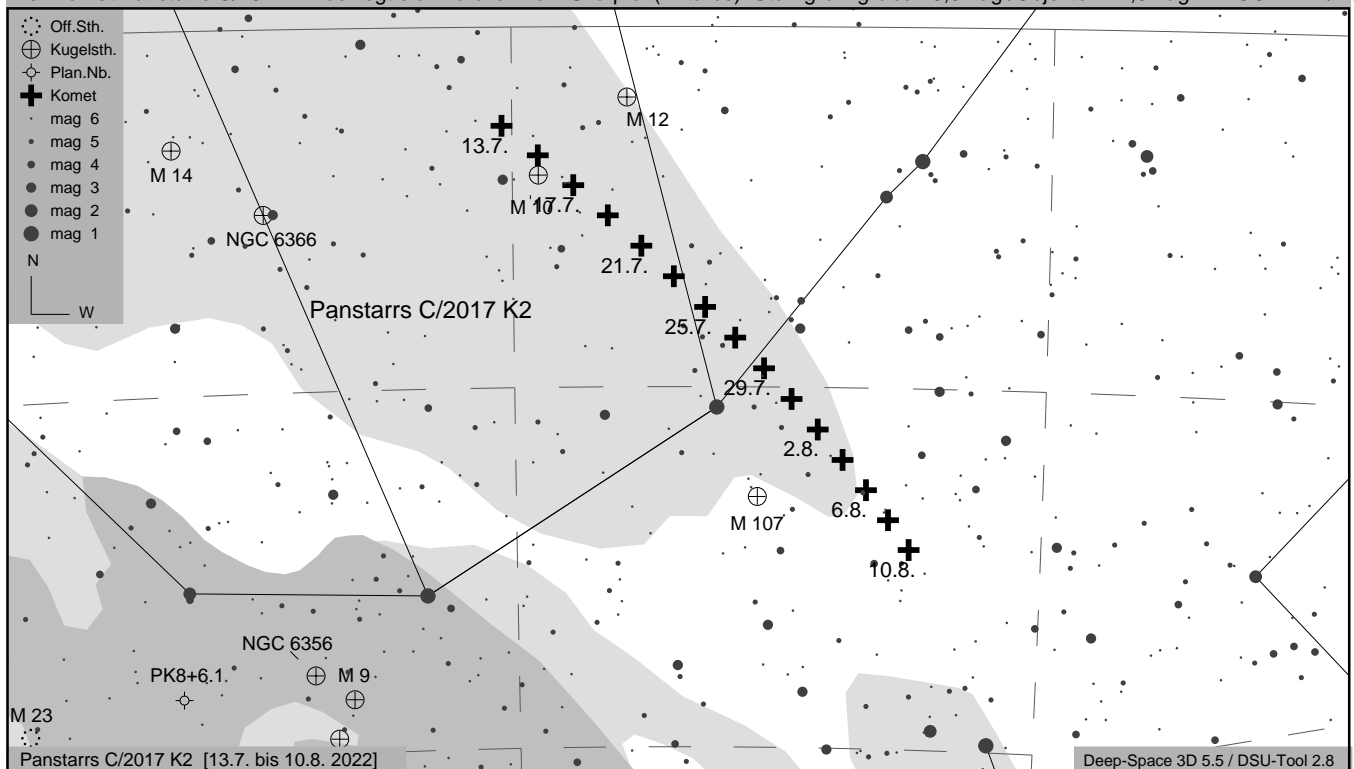 Off.Sth.
Kugelsth.
Plan.Nb.
Komet
mag 6
mag 5
mag 4
mag 3
mag 2
mag 1
N
W
M 12
13.7.
M 14
M 10
17.7.
NGC 6366
21.7.
Panstarrs C/2017 K2
25.7.
29.7.
2.8.
6.8.
M 107
10.8.
NGC 6356
PK8+6.1.
M 9
M 23
Panstarrs C/2017 K2 [13.7. bis 10.8. 2022]
Deep-Space 3D 5.5 / DSU-Tool 2.8